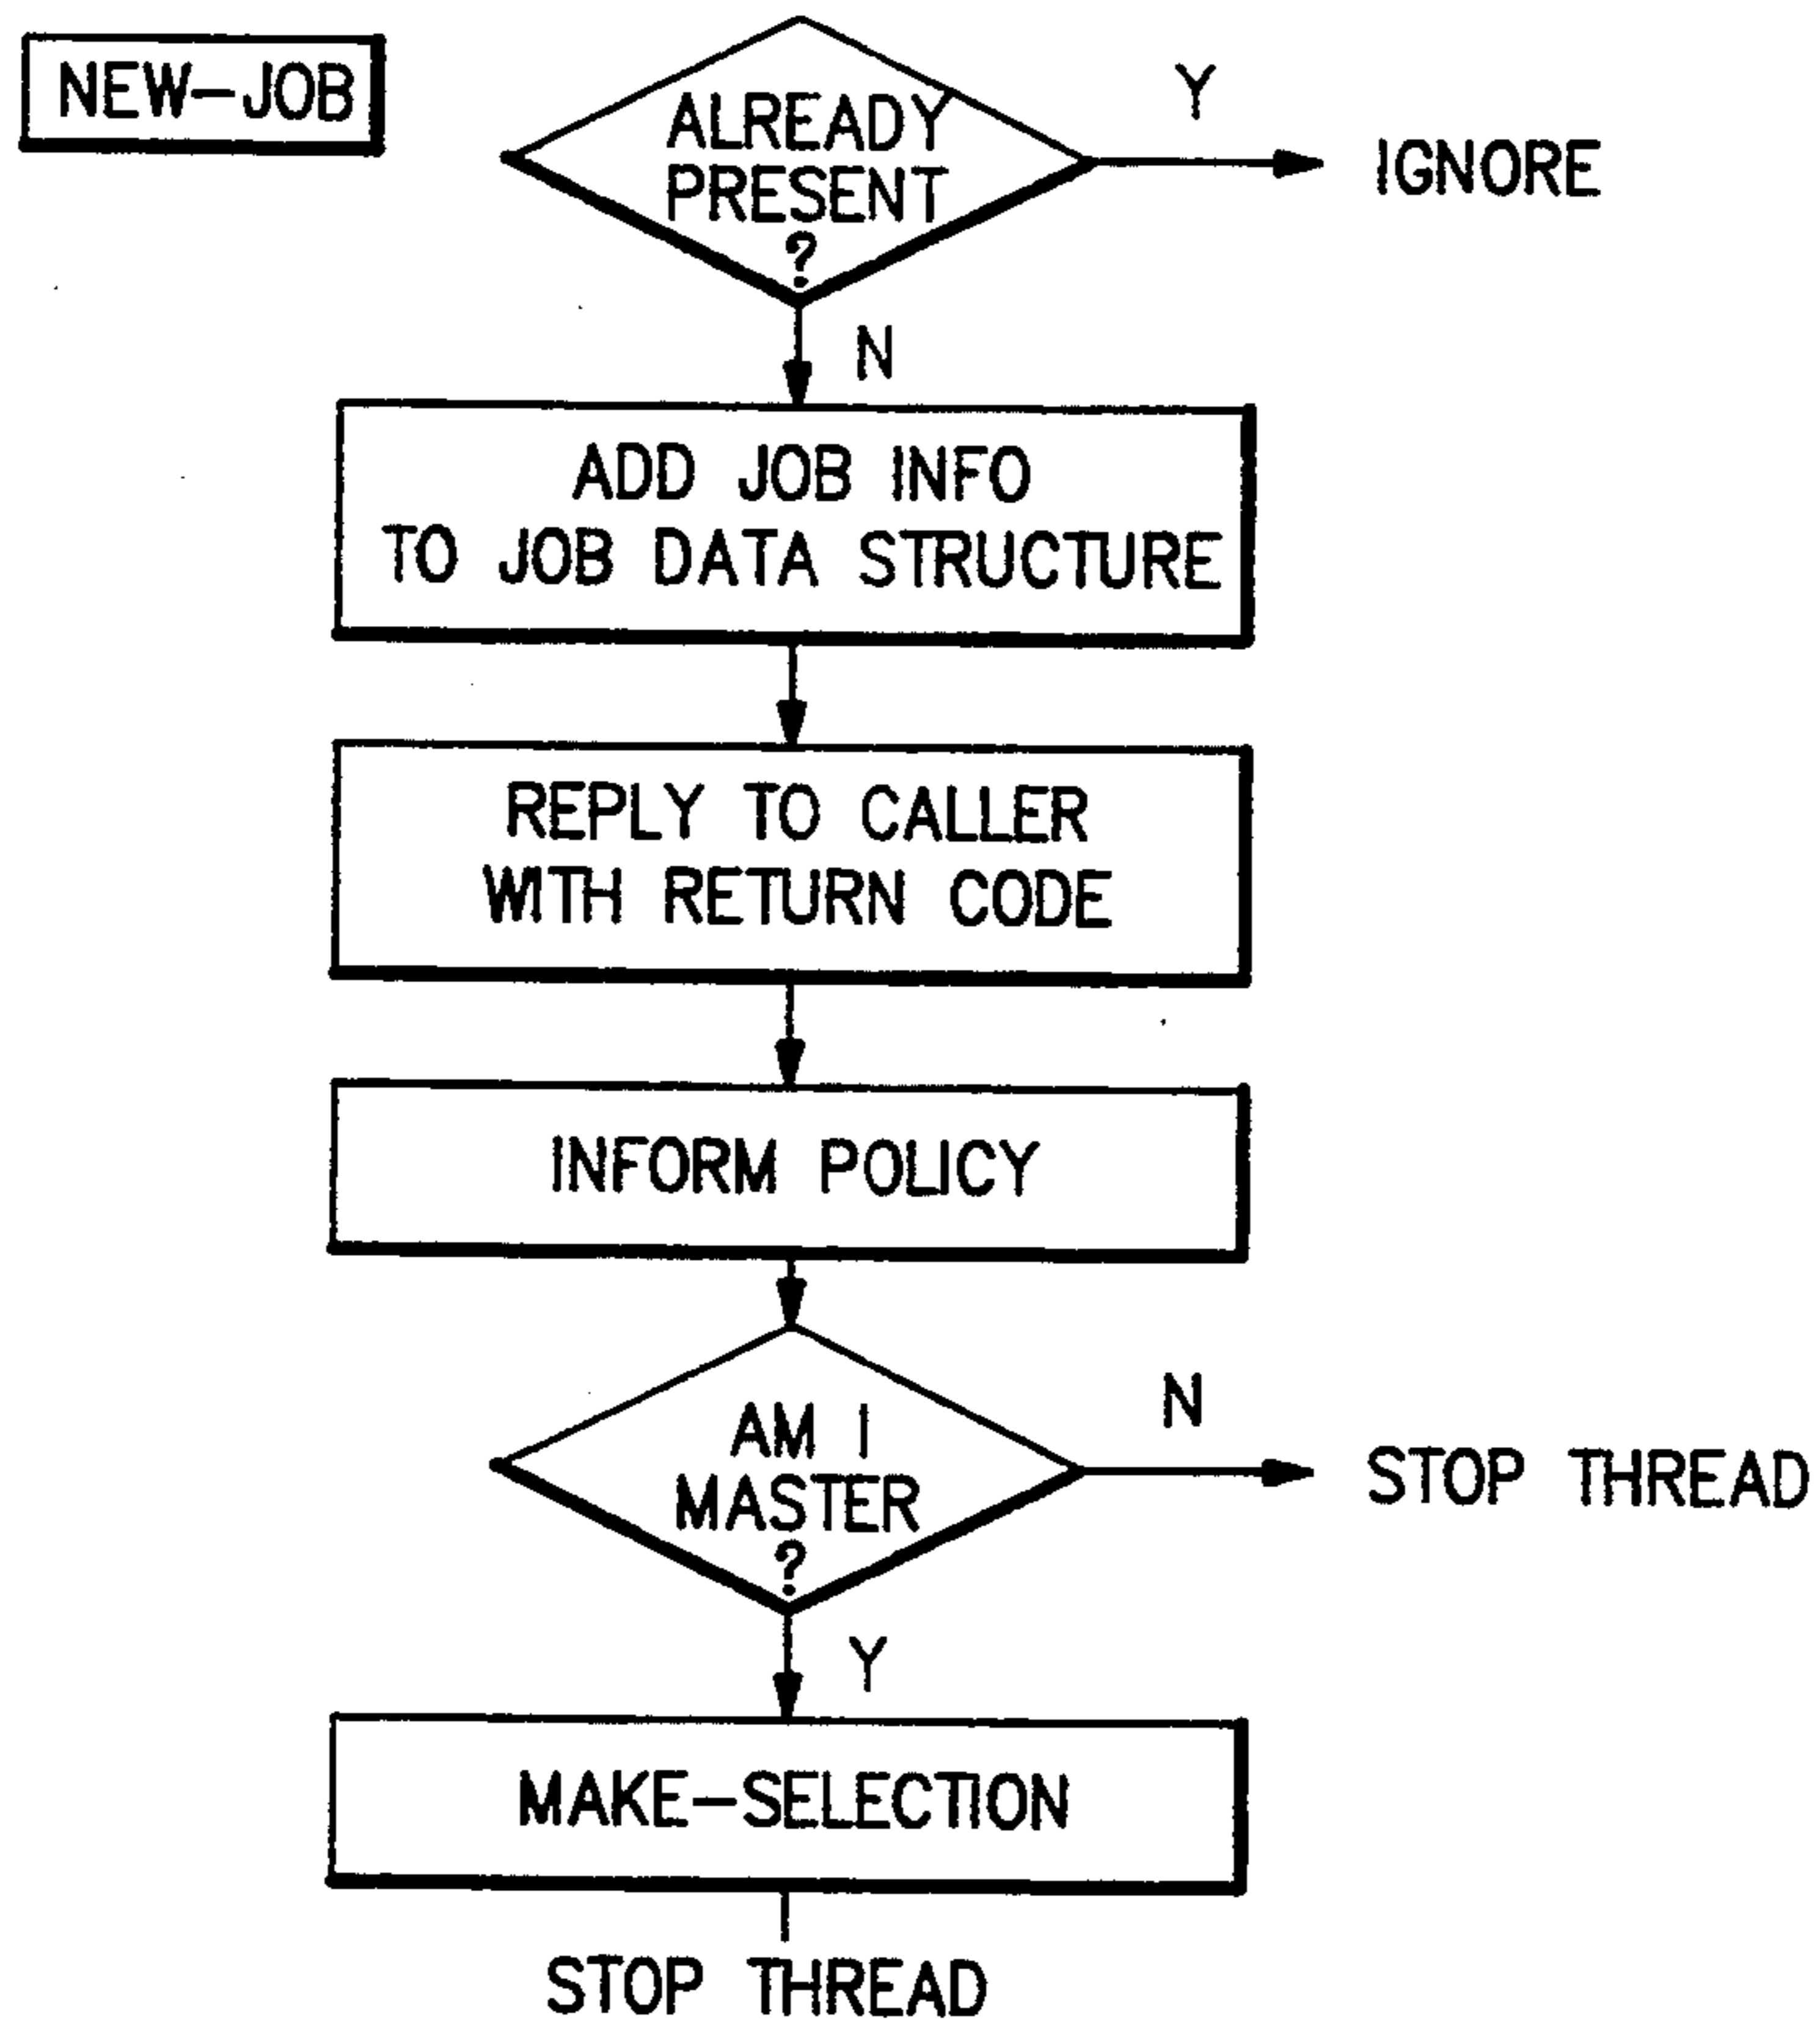 NEW-JOB
ALREADY
PRESENT
?
Y
IGNORE
N
ADD JOB INFO
TO JOB DATA STRUCTURE
REPLY TO CALLER
WITH RETURN CODE
INFORM POLICY
AM I
MASTER
?
N
STOP THREAD
Y
MAKE-SELECTION
STOP THREAD